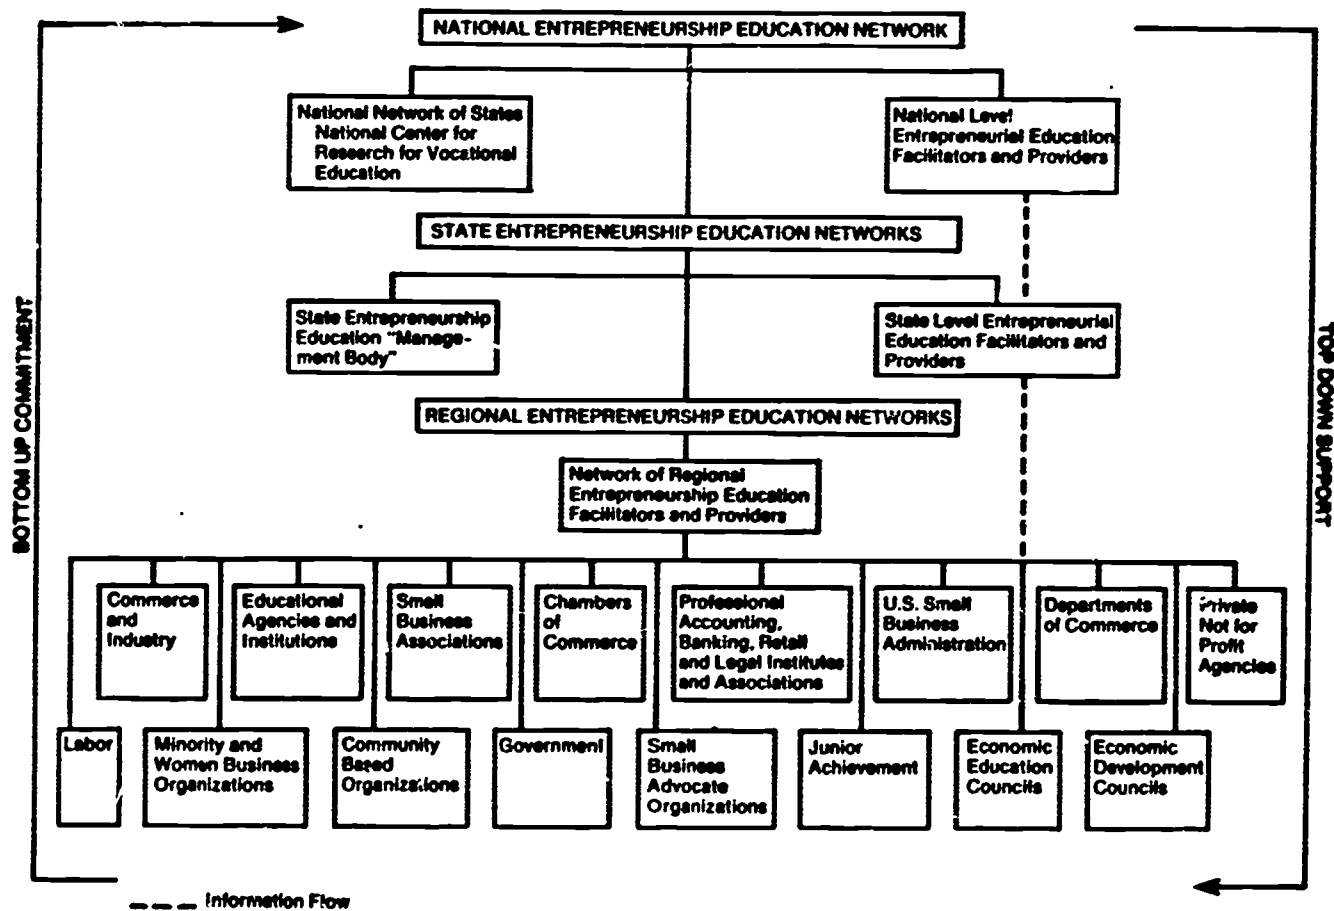 NATIONAL ENTREPRENEURSHIP EDUCATION NETWORK
National Network of States
National Center for
Research for Vocational
Education
National Level
Entrepreneurial Education
Facilitators and Providers
STATE ENTREPRENEURSHIP EDUCATION NETWORKS
State Entrepreneurship
Education "Manage-
ment Body"
State Level Entrepreneurial
Education Facilitators and
Providers
BOTTOM UP COMMITMENT
TOP DOWN SUPPORT
REGIONAL ENTREPRENEURSHIP EDUCATION NETWORKS
Network of Regional
Entrepreneurship Education
Facilitators and Providers
Commerce
and
Industry
Educational
Agencies and
Institutions
Small
Business
Associations
Chambers
of
Commerce
Professional
Accounting,
Banking, Retail
and Legal Institutes
and Associations
U.S. Small
Business
Administration
Departments
of Commerce
Private
Not for
Profit
Agencies
Labor
Minority and
Women Business
Organizations
Community
Based
Organizations
Government
Small
Business
Advocate
Organizations
Junior
Achievement
Economic
Education
Councils
Economic
Development
Councils
Information Flow